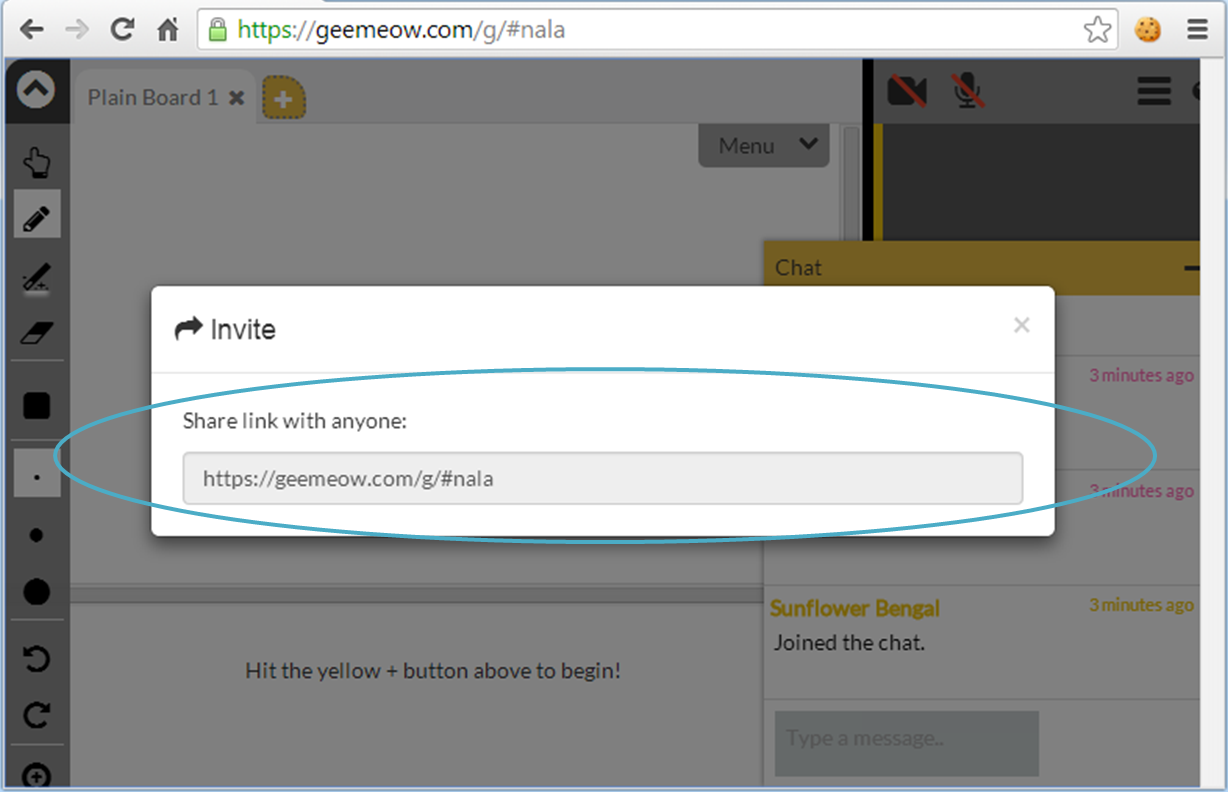 https://geemeow.com/g/#nala
Plain Board 1
Menu
Chat
Invite
3 minutes ago
Share link with anyone:
https://geemeow.com/g/#nala
3 minutes ago
Sunflower Bengal
3 minutes ago
Joined the chat.
Hit the yellow + button above to begin!
Type a message..